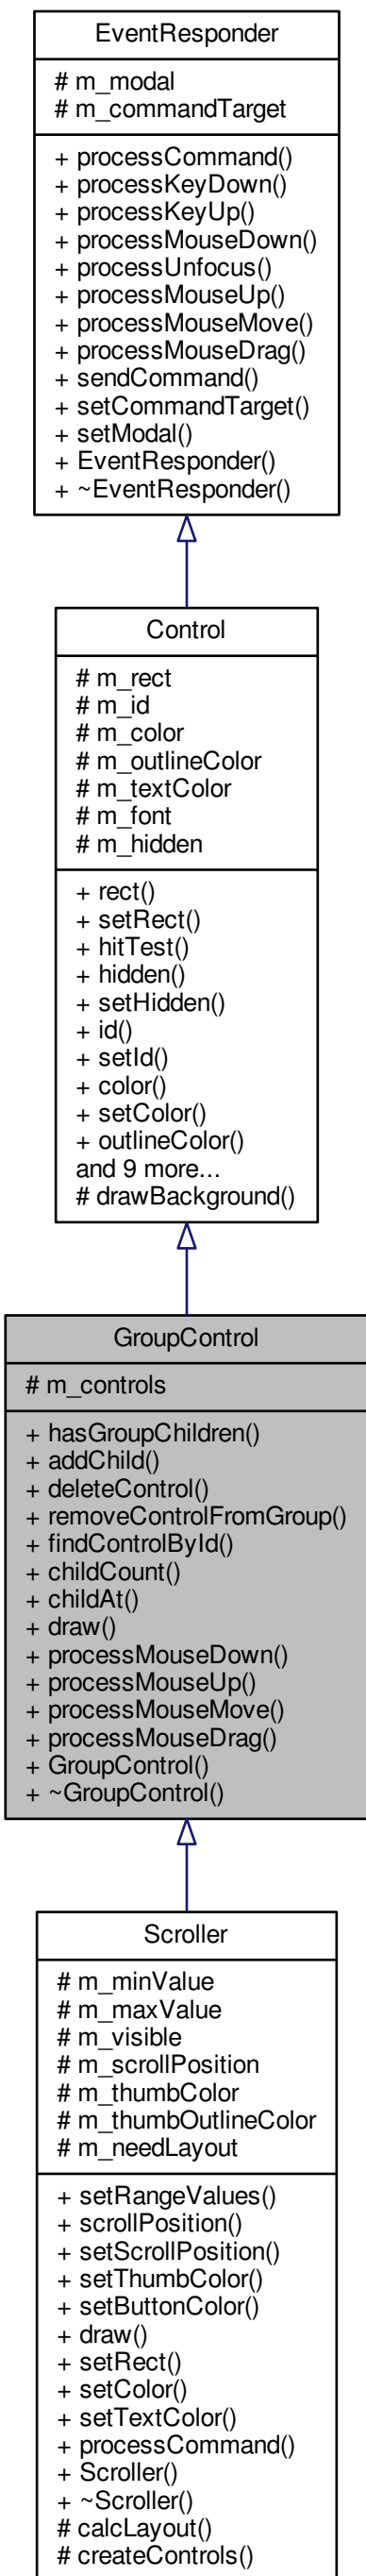 EventResponder
# m_modal
# m_commandTarget
+ processCommand()
+ processKeyDown()
+ processKeyUp()
+ processMouseDown()
+ processUnfocus()
+ processMouseUp()
+ processMouseMove()
+ processMouseDrag()
+ sendCommand()
+ setCommandTarget()
+ setModal()
+ EventResponder()
+ ~EventResponder()
Control
# m_rect
# m_id
# m_color
# m_outlineColor
# m_textColor
# m_font
# m_hidden
+ rect()
+ setRect()
+ hitTest()
+ hidden()
+ setHidden()
+ id()
+ setId()
+ color()
+ setColor()
+ outlineColor()
and 9 more...
# drawBackground()
GroupControl
# m_controls
+ hasGroupChildren()
+ addChild()
+ deleteControl()
+ removeControlFromGroup()
+ findControlById()
+ childCount()
+ childAt()
+ draw()
+ processMouseDown()
+ processMouseUp()
+ processMouseMove()
+ processMouseDrag()
+ GroupControl()
+ ~GroupControl()
Scroller
# m_minValue
# m_maxValue
# m_visible
# m_scrollPosition
# m_thumbColor
# m_thumbOutlineColor
# m_needLayout
+ setRangeValues()
+ scrollPosition()
+ setScrollPosition()
+ setThumbColor()
+ setButtonColor()
+ draw()
+ setRect()
+ setColor()
+ setTextColor()
+ processCommand()
+ Scroller()
+ ~Scroller()
# calcLayout()
# createControls()